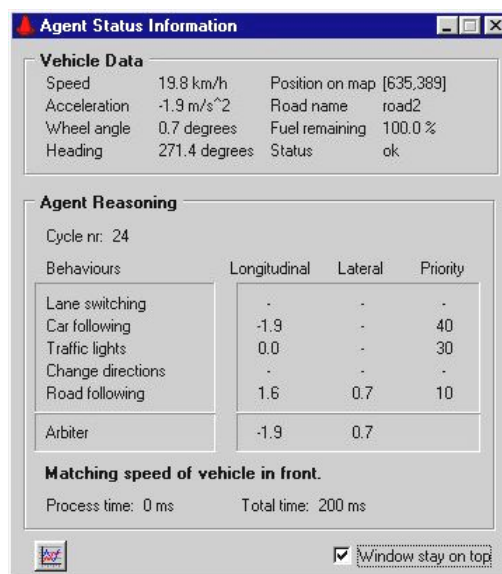 Agent Status Information
Vehicle Data
Speed 19.8 km/h Position on map [635,389]
Acceleration -1.9 m/s^2 Road name road2
Wheel angle 0.7 degrees Fuel remaining 100.0 %
Heading 271.4 degrees Status ok
Agent Reasoning
Cycle nr: 24
Behaviours Longitudinal Lateral Priority
Lane switching - - -
Car following -1.9 - 40
Traffic lights 0.0 - 30
Change directions - - -
Road following 1.6 0.7 10
Arbiter -1.9 0.7
Matching speed of vehicle in front.
Process time: 0 ms Total time: 200 ms
Window stay on top